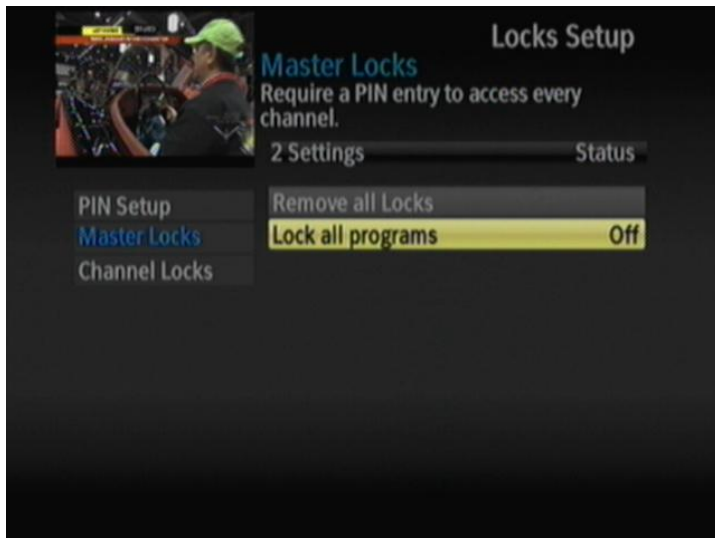 Locks Setup
Master Locks
Require a PIN entry to access every
channel.
2 Settings Status
PIN Setup
Master Locks
Channel Locks
Remove all Locks
Lock all programs Off